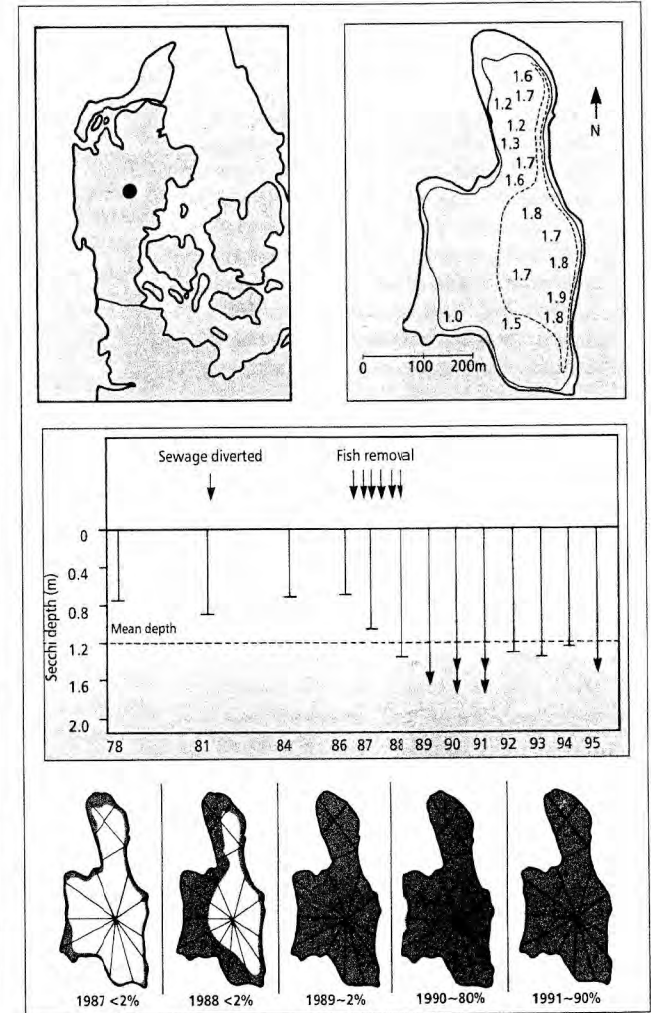 1.6
1.2 1.7
1.2
1.3
1.7
1.6
1.8
1.7
1.8
1.7
1.9
1.0 1.5 1.8
N
0 100 200m
Sewage diverted Fish removal
Secchi depth (m)
0
0.4
0.8
Mean depth
1.2
1.6
2.0
78 81 84 86 87 88 89 90 91 92 93 94 95
1987 <2% 1988 <2% 1989~2% 1990~80% 1991~90%